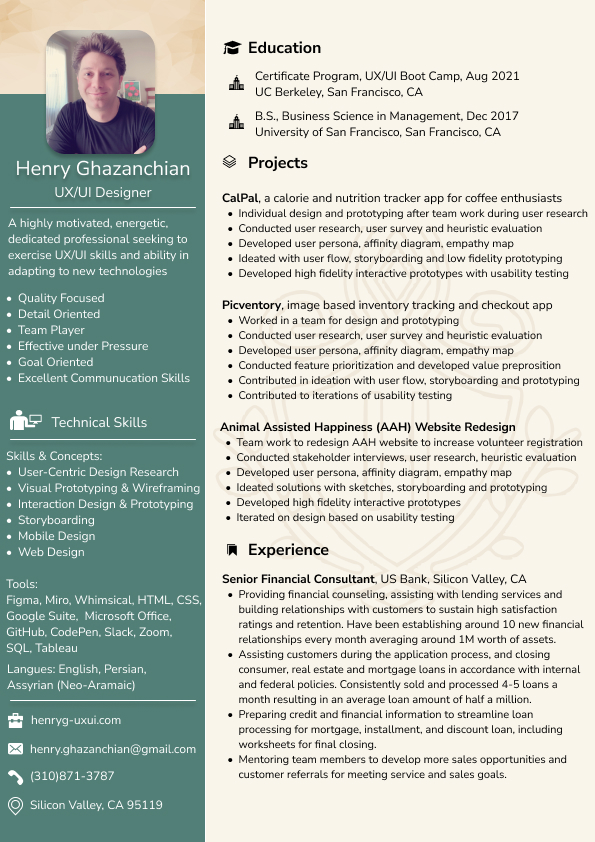 Henry Ghazanchian
UX/UI Designer
A highly motivated, energetic,
dedicated professional seeking to
exercise UX/UI skills and ability in
adapting to new technologies
• Quality Focused
• Detail Oriented
• Team Player
• Effective under Pressure
• Goal Oriented
• Excellent Communucation Skills
Technical Skills
Skills & Concepts:
• User-Centric Design Research
• Visual Prototyping & Wireframing
• Interaction Design & Prototyping
• Storyboarding
• Mobile Design
• Web Design
Tools:
Figma, Miro, Whimsical, HTML, CSS,
Google Suite, Microsoft Office,
GitHub, CodePen, Slack, Zoom,
SQL, Tableau
Langues: English, Persian,
Assyrian (Neo-Aramaic)
henryg-uxui.com
henry.ghazanchian@gmail.com
(310)871-3787
Silicon Valley, CA 95119
Education
Certificate Program, UX/UI Boot Camp, Aug 2021
UC Berkeley, San Francisco, CA
B.S., Business Science in Management, Dec 2017
University of San Francisco, San Francisco, CA
Projects
CalPal, a calorie and nutrition tracker app for coffee enthusiasts
• Individual design and prototyping after team work during user research
• Conducted user research, user survey and heuristic evaluation
• Developed user persona, affinity diagram, empathy map
• Ideated with user flow, storyboarding and low fidelity prototyping
• Developed high fidelity interactive prototypes with usability testing
Picventory, image based inventory tracking and checkout app
• Worked in a team for design and prototyping
• Conducted user research, user survey and heuristic evaluation
• Developed user persona, affinity diagram, empathy map
• Conducted feature prioritization and developed value preprosition
• Contributed in ideation with user flow, storyboarding and prototyping
• Contributed to iterations of usability testing
Animal Assisted Happiness (AAH) Website Redesign
• Team work to redesign AAH website to increase volunteer registration
• Conducted stakeholder interviews, user research, heuristic evaluation
• Developed user persona, affinity diagram, empathy map
• Ideated solutions with sketches, storyboarding and prototyping
• Developed high fidelity interactive prototypes
• Iterated on design based on usability testing
Experience
Senior Financial Consultant, US Bank, Silicon Valley, CA
• Providing financial counseling, assisting with lending services and
building relationships with customers to sustain high satisfaction
ratings and retention. Have been establishing around 10 new financial
relationships every month averaging around 1M worth of assets.
• Assisting customers during the application process, and closing
consumer, real estate and mortgage loans in accordance with internal
and federal policies. Consistently sold and processed 4-5 loans a
month resulting in an average loan amount of half a million.
• Preparing credit and financial information to streamline loan
processing for mortgage, installment, and discount loan, including
worksheets for final closing.
• Mentoring team members to develop more sales opportunities and
customer referrals for meeting service and sales goals.